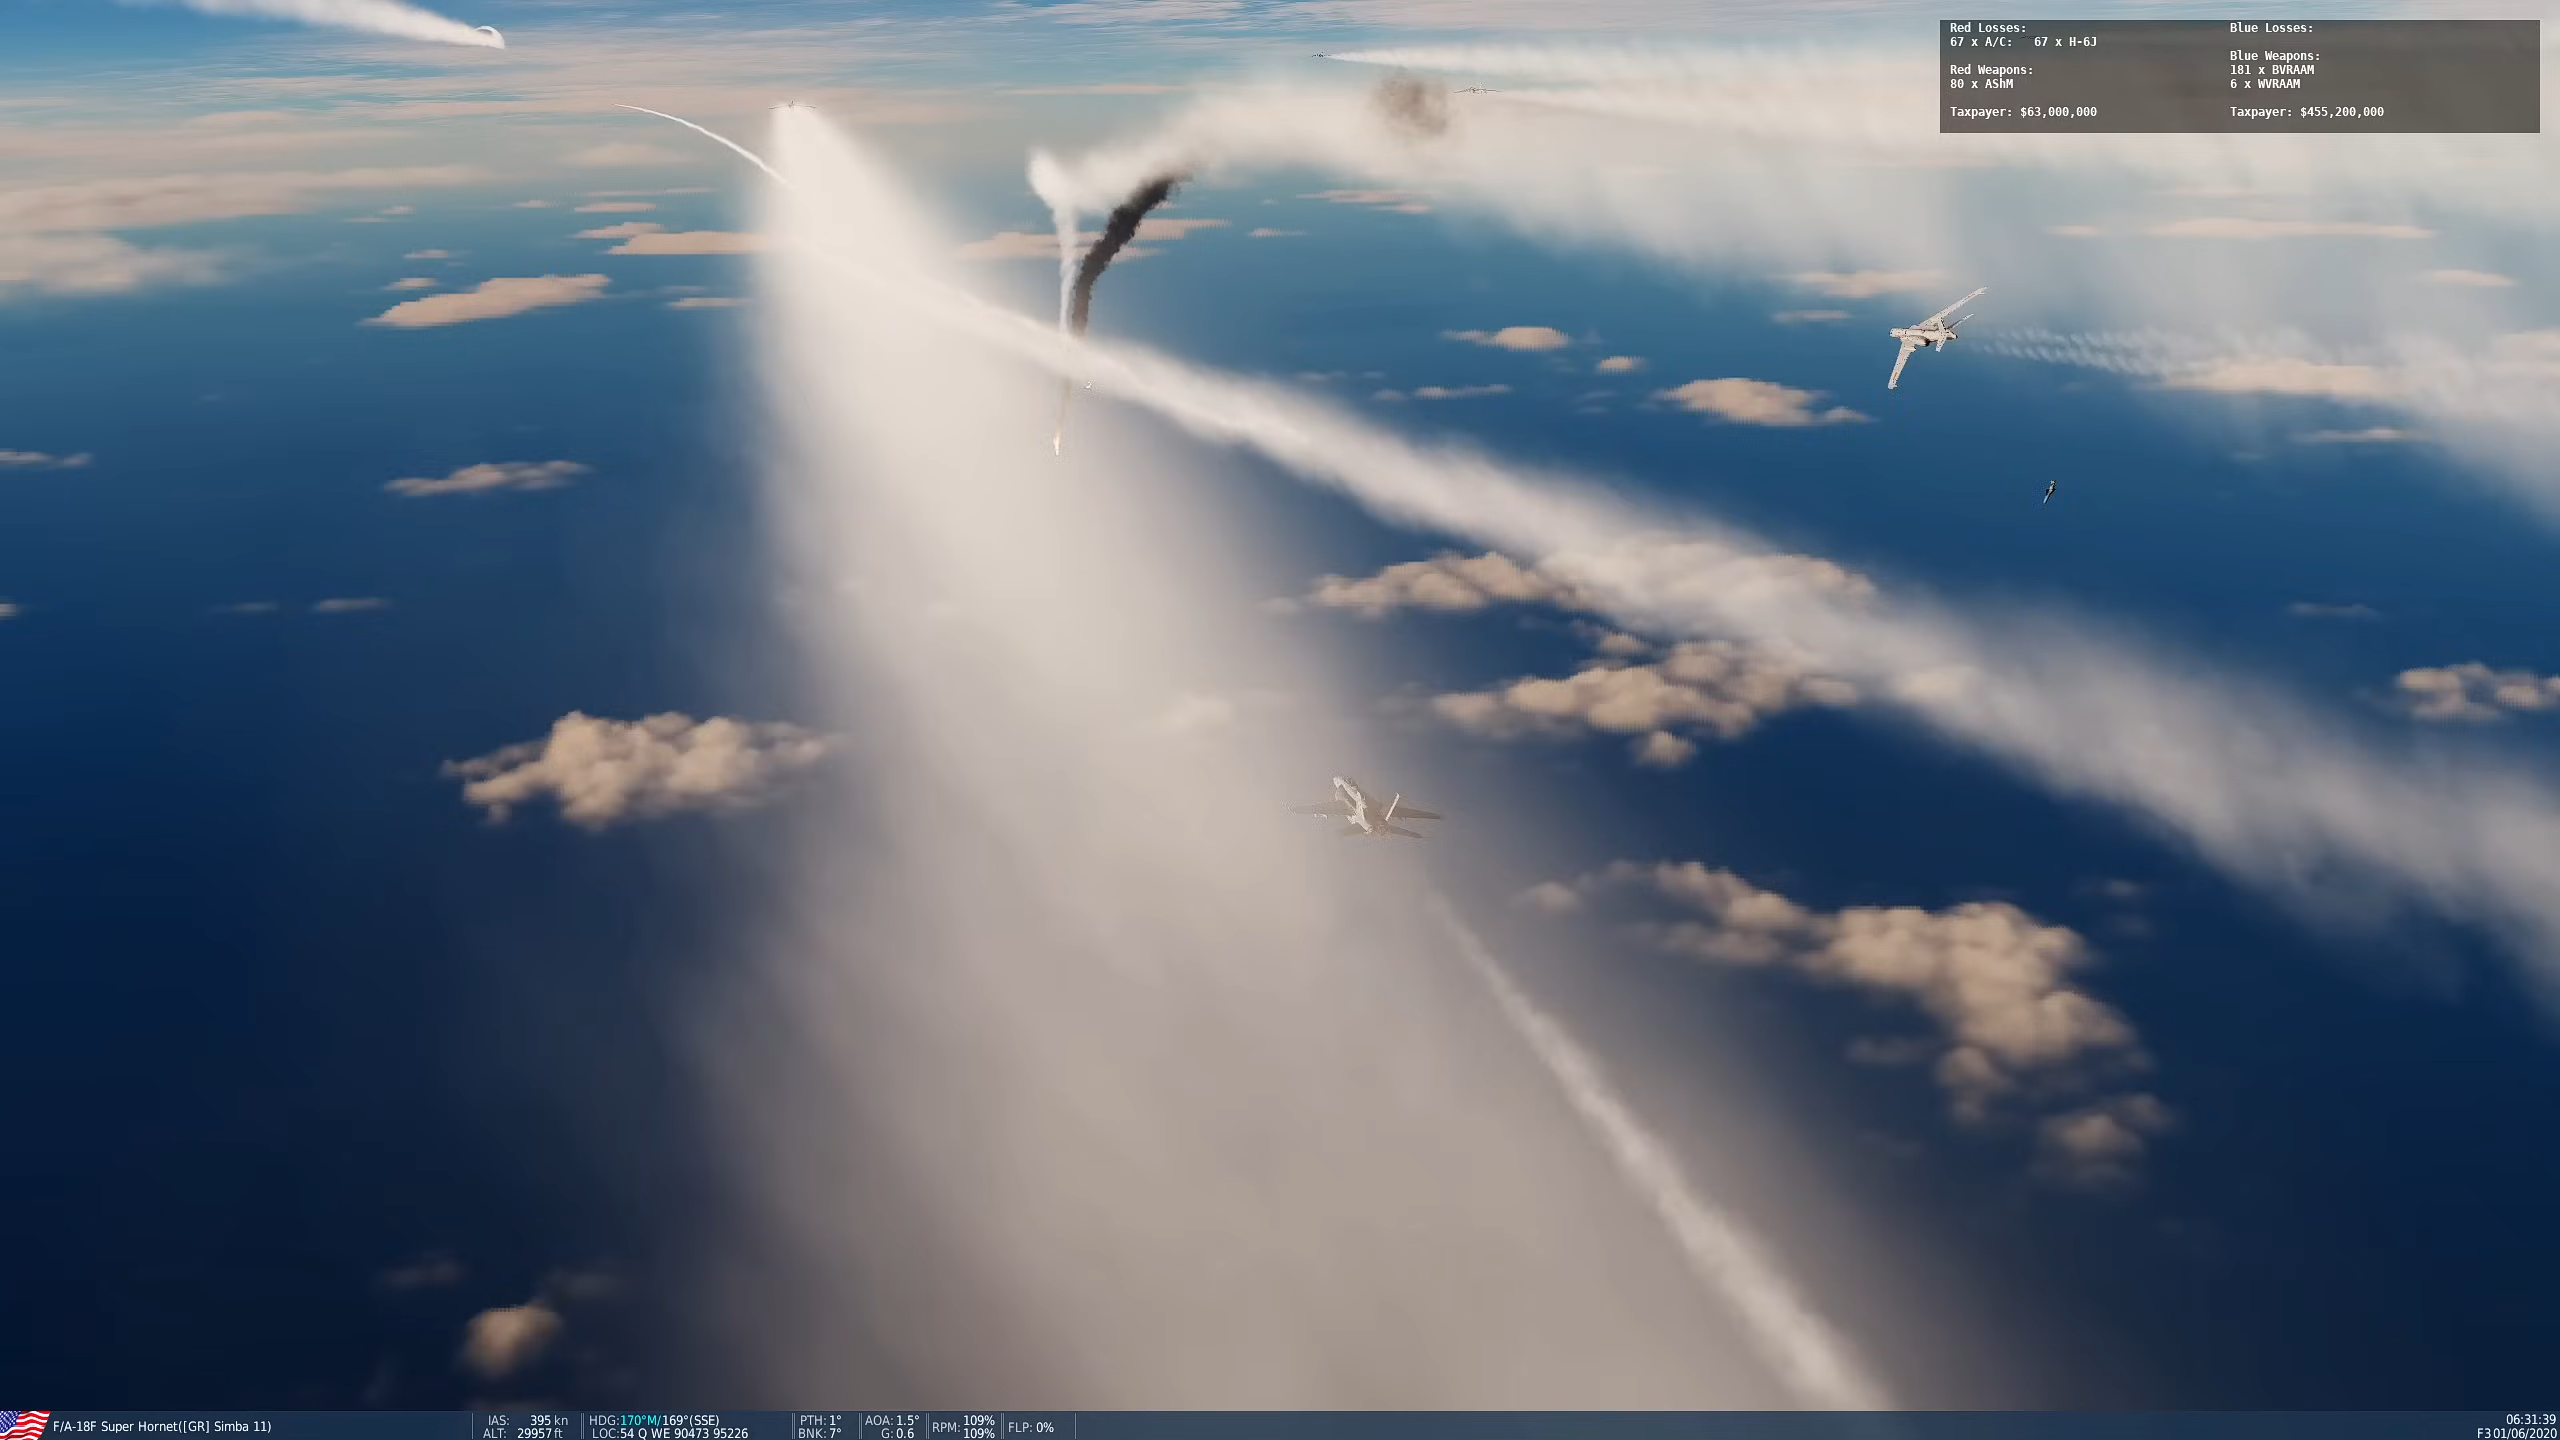 Red Losses:
67 x A/C:   67 x H-6J
Red Weapons:
80 x AShM
Taxpayer: $63,000,000
Blue Losses:
Blue Weapons:
181 x BVRAAM
6 x WVRAAM
Taxpayer: $455,200,000
F/A-18F Super Hornet([GR] Simba 11)
IAS: 395 kn
ALT: 29957 ft
HDG:170°M/169°(SSE)
LOC:54 Q WE 90473 95226
PTH: 1°
BNK: 7°
AOA: 1.5°
G: 0.6
RPM: 109%
109%
FLP: 0%
06:31:39
F3 01/06/2020